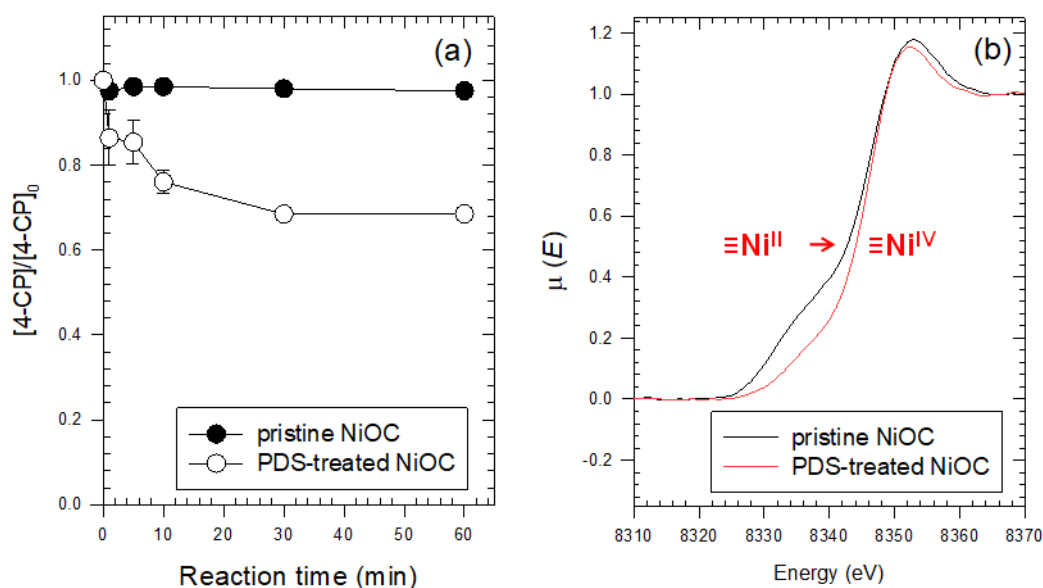 (a)
[4-CP]/[4-CP]₀
1.0
0.8
0.6
0.4
0.2
0.0
pristine NiOC
PDS-treated NiOC
0 10 20 30 40 50 60
Reaction time (min)
(b)
μ (E)
1.2
1.0
0.8
0.6
0.4
0.2
0.0
-0.2
≡Niᴵᴵ → ≡Niᴵⱽ
pristine NiOC
PDS-treated NiOC
8310 8320 8330 8340 8350 8360 8370
Energy (eV)